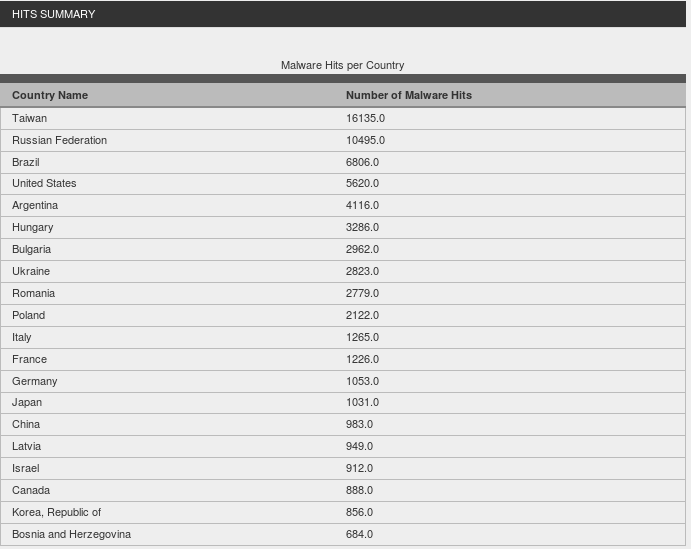 HITS SUMMARY
Malware Hits per Country
Country Name Number of Malware Hits
Taiwan 16135.0
Russian Federation 10495.0
Brazil 6806.0
United States 5620.0
Argentina 4116.0
Hungary 3286.0
Bulgaria 2962.0
Ukraine 2823.0
Romania 2779.0
Poland 2122.0
Italy 1265.0
France 1226.0
Germany 1053.0
Japan 1031.0
China 983.0
Latvia 949.0
Israel 912.0
Canada 888.0
Korea, Republic of 856.0
Bosnia and Herzegovina 684.0